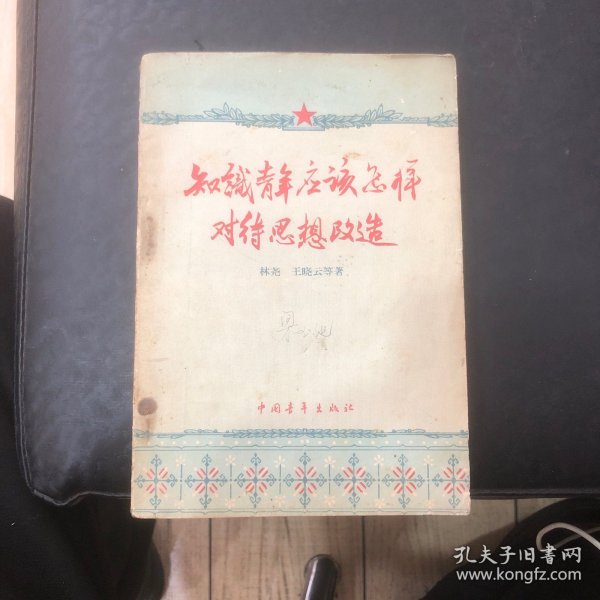 知識青年应该怎样
对待思想改造
林尧 王晓云等著
中国青年出版社
孔夫子旧书网
www.kongfz.com